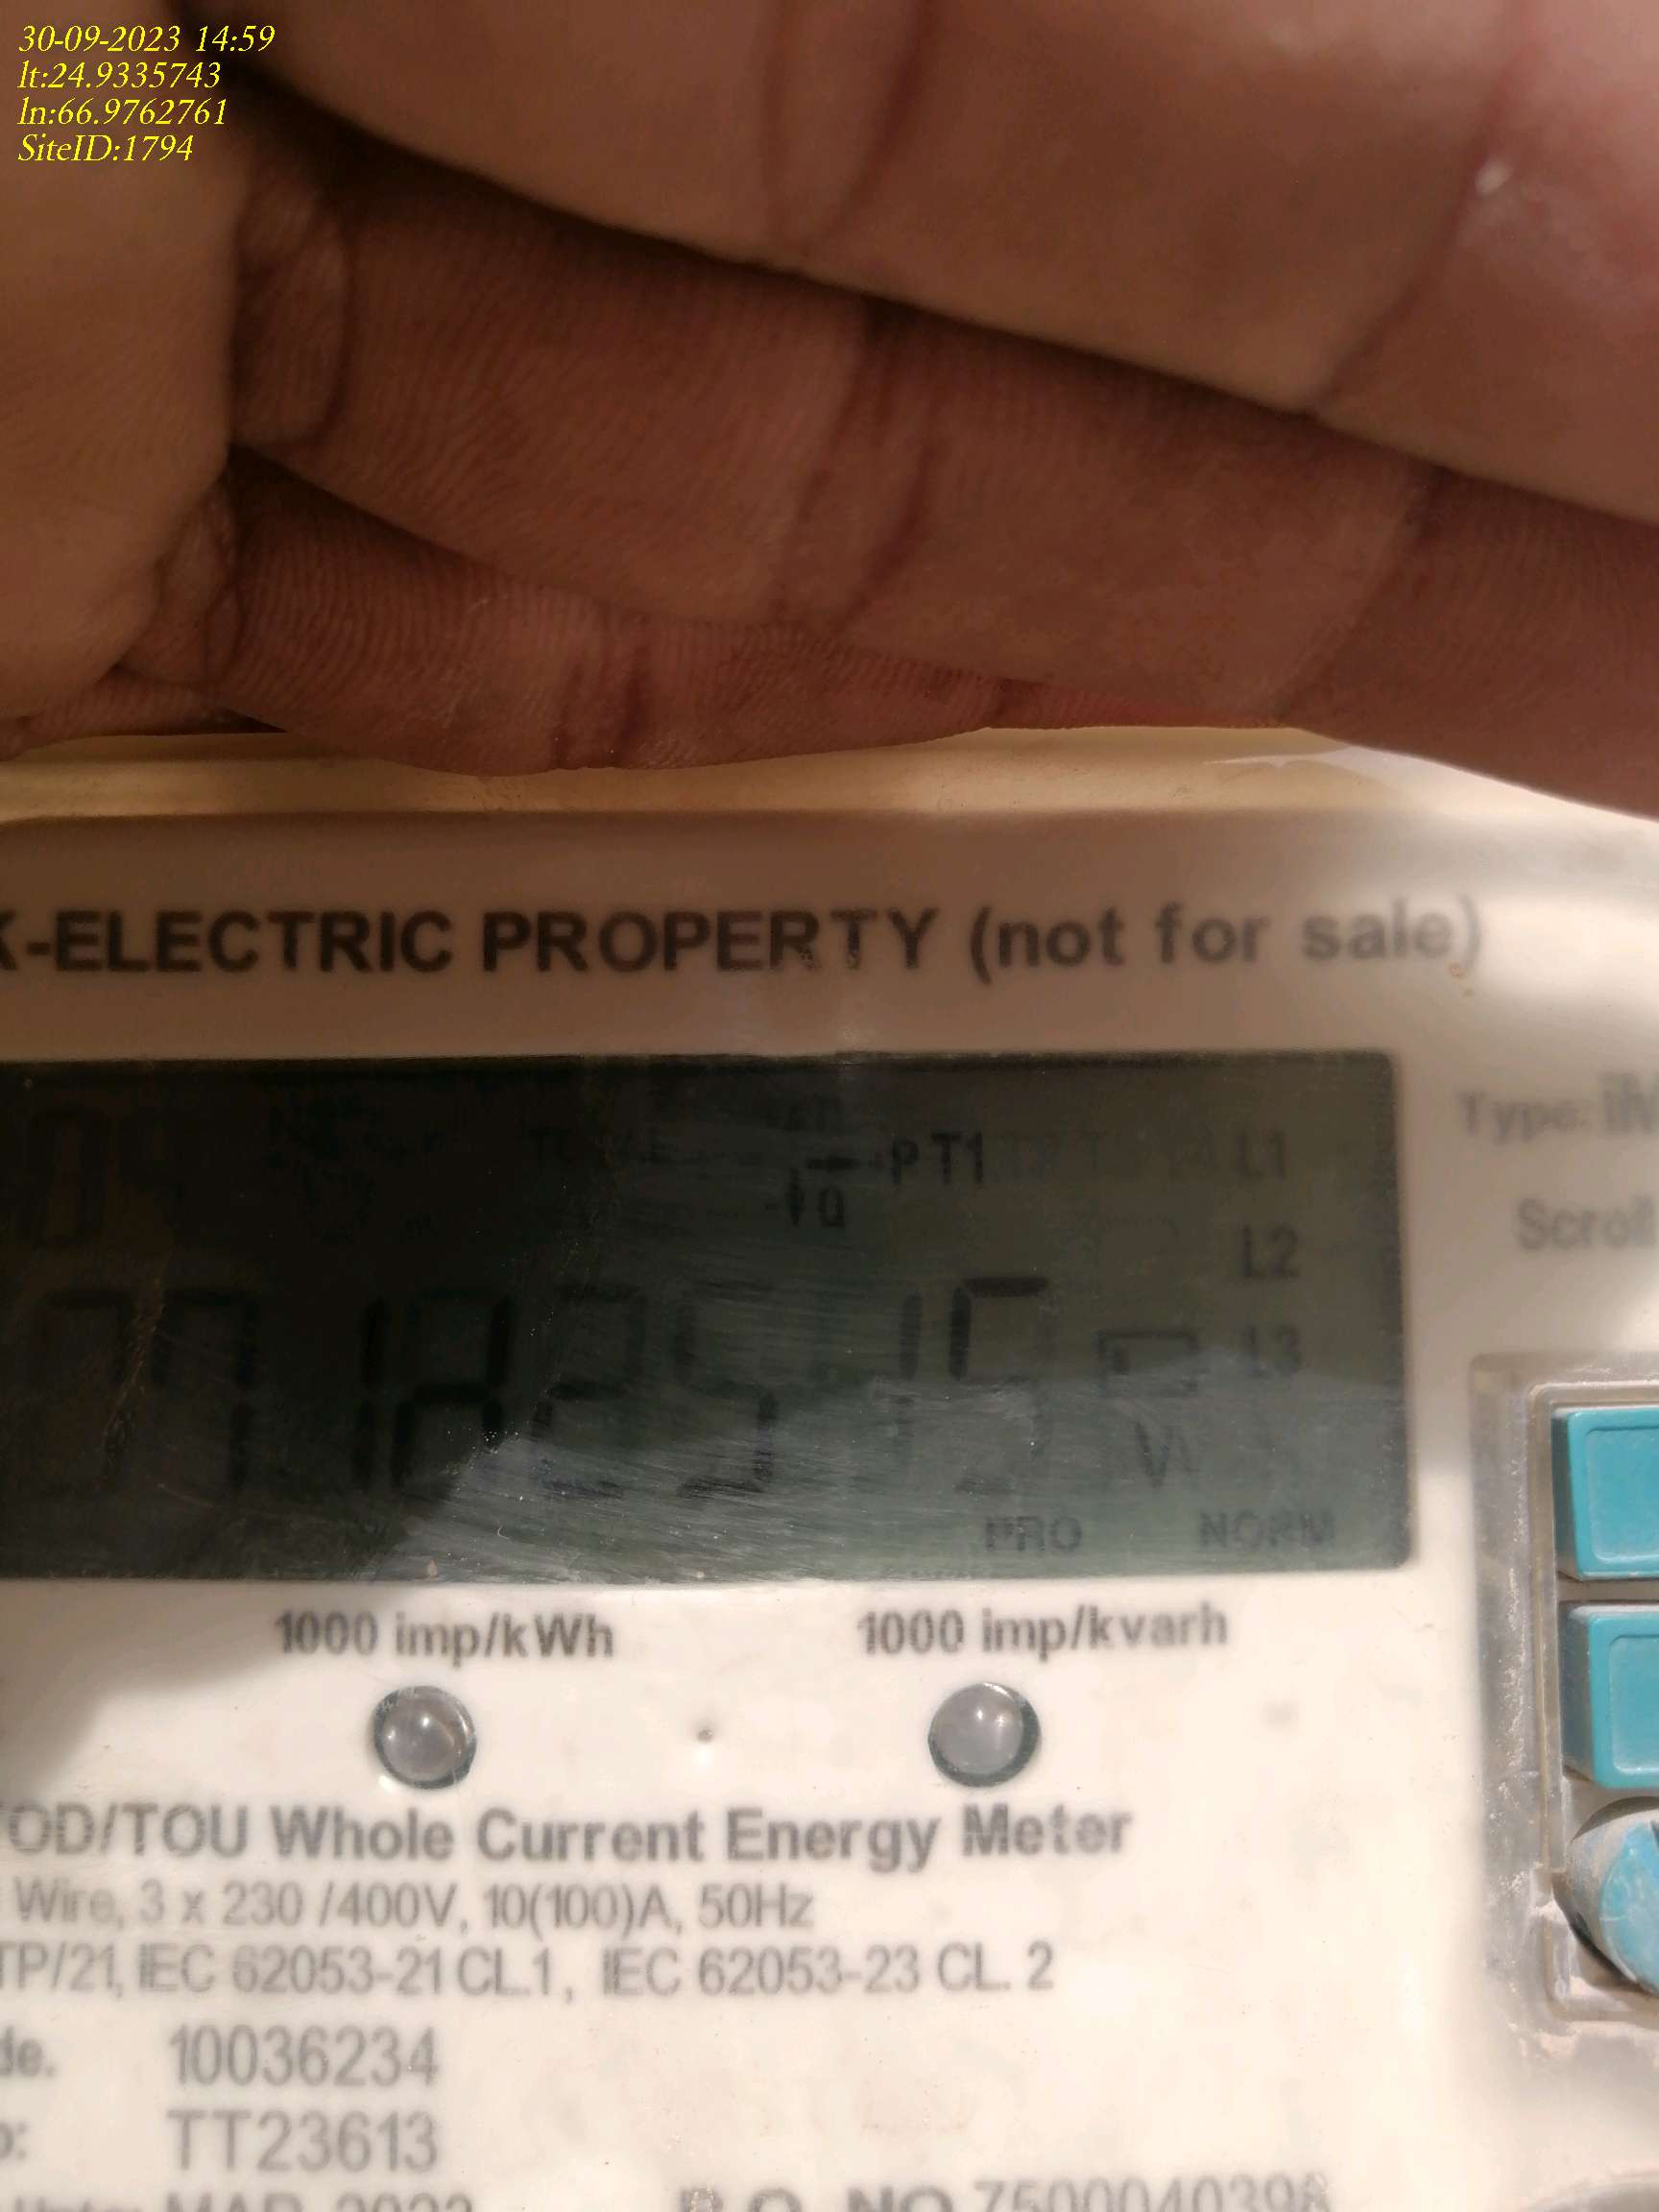 30-09-2023 14:59
lt:24.9335743
ln:66.9762761
SiteID:1794
K-ELECTRIC PROPERTY (not for sale)
Type:
P T1 L1
Q
Scroll
L2
L3
PRO NORM
1000 imp/kWh 1000 imp/kvarh
OD/TOU Whole Current Energy Meter
Wire, 3 x 230 /400V, 10(100)A, 50Hz
TP/21, IEC 62053-21 CL.1, IEC 62053-23 CL. 2
de. 10036234
o: TT23613
P.O. NO 7500040398